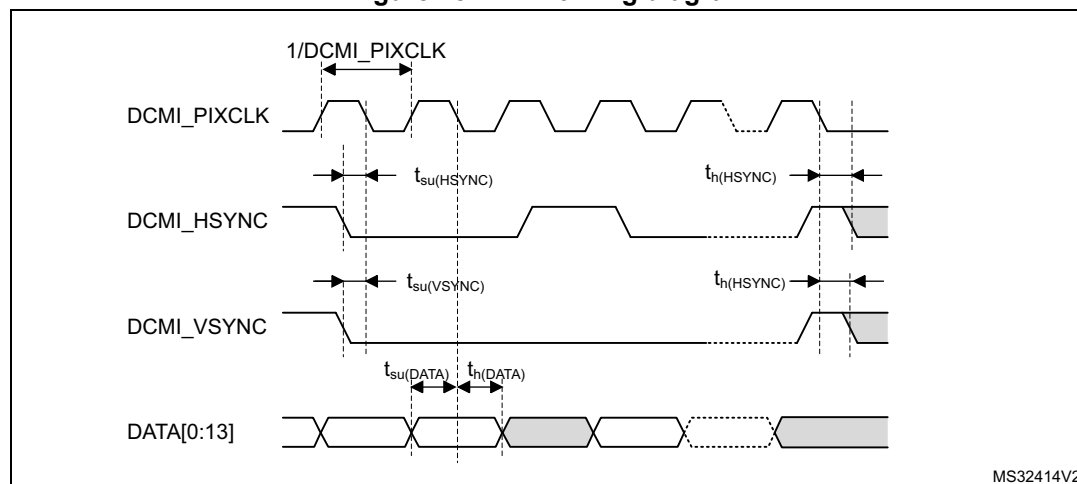 1/DCMI_PIXCLK
DCMI_PIXCLK
tsu(HSYNC)
th(HSYNC)
DCMI_HSYNC
tsu(VSYNC)
th(HSYNC)
DCMI_VSYNC
tsu(DATA) th(DATA)
DATA[0:13]
MS32414V2